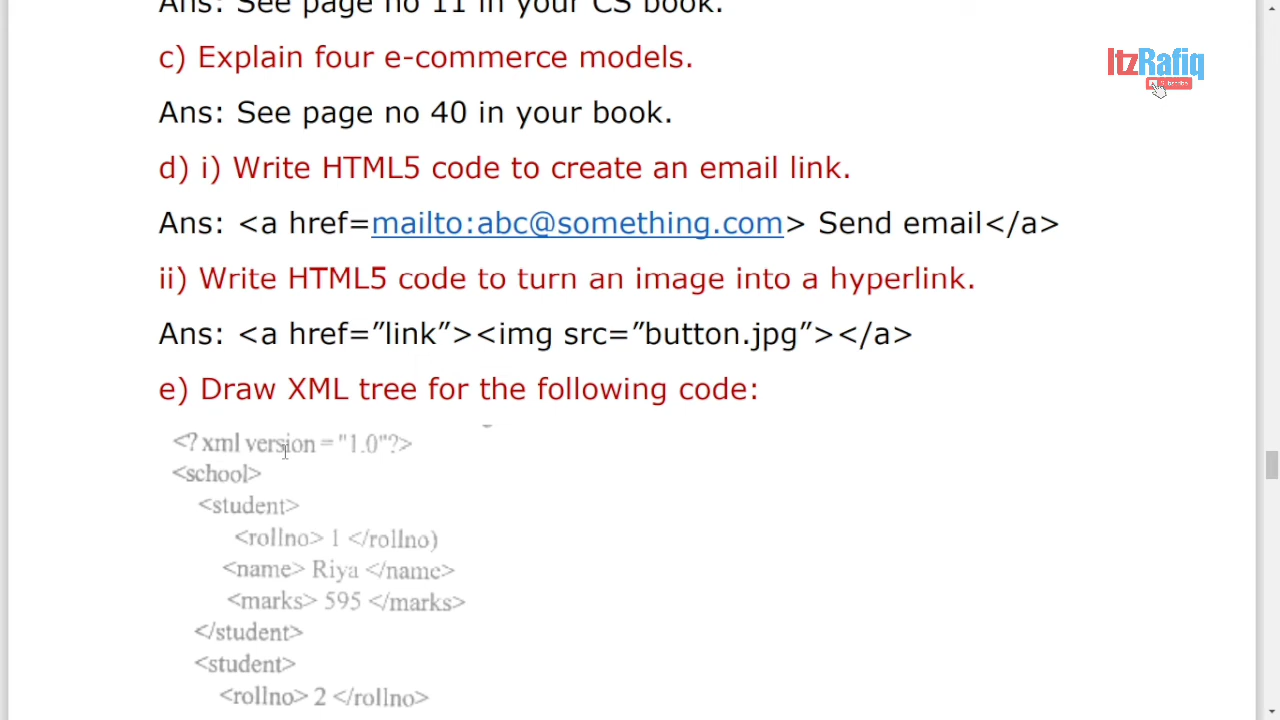 Ans: See page no 11 in your CS book.
c) Explain four e-commerce models.
ItzRafiq
Subscribe
Ans: See page no 40 in your book.
d) i) Write HTML5 code to create an email link.
Ans: <a href=mailto:abc@something.com> Send email</a>
ii) Write HTML5 code to turn an image into a hyperlink.
Ans: <a href=”link”><img src=”button.jpg”></a>
e) Draw XML tree for the following code:
<? xml version = "1.0"?>
<school>
<student>
<rollno> 1 </rollno)
<name> Riya </name>
<marks> 595 </marks>
</student>
<student>
<rollno> 2 </rollno>